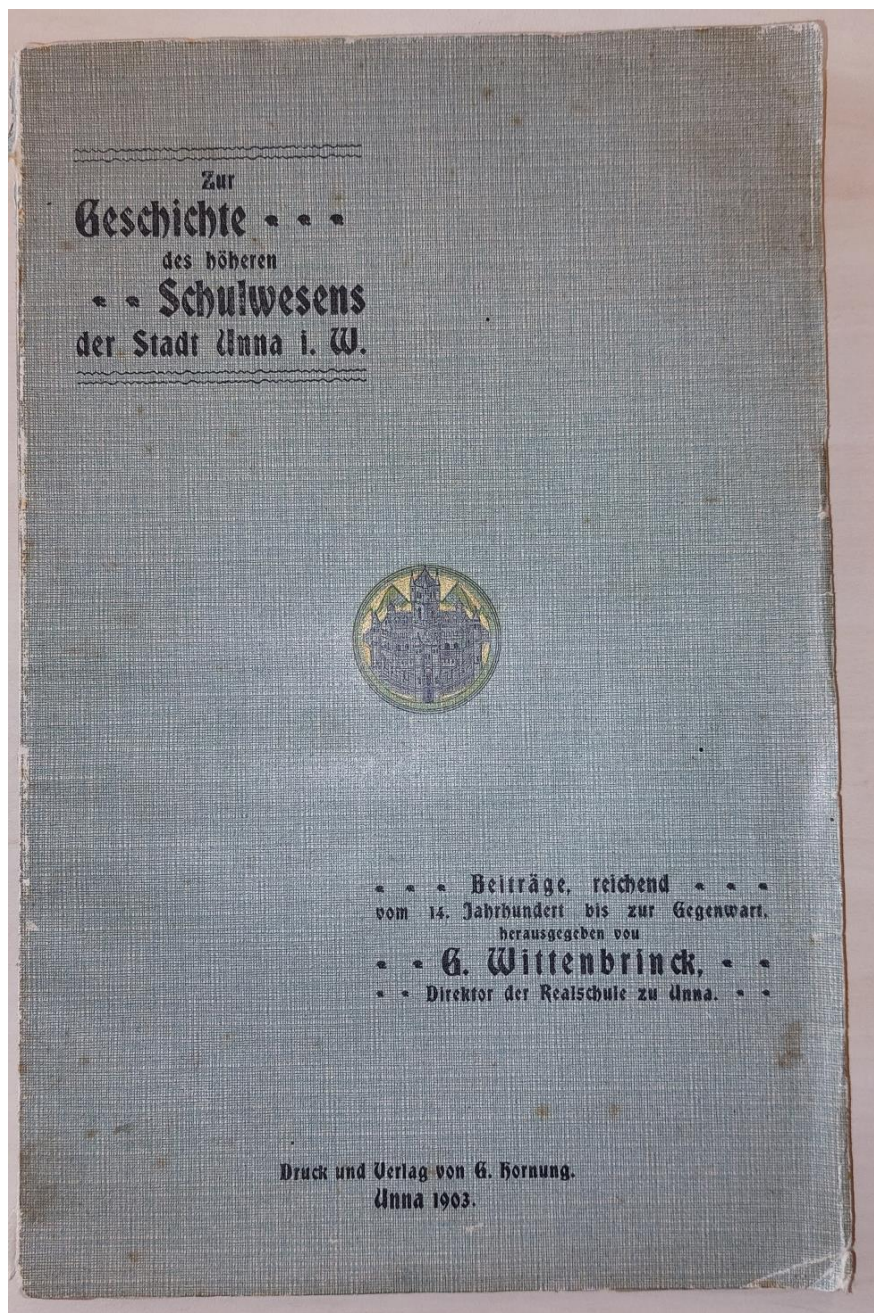 Zur
Geschichte
des höheren
Schulwesens
der Stadt Unna i. W.
Beiträge, reichend
vom 14. Jahrhundert bis zur Gegenwart,
herausgegeben von
G. Wittenbrinck,
Direktor der Realschule zu Unna.
Druck und Verlag von G. Hornung.
Unna 1903.